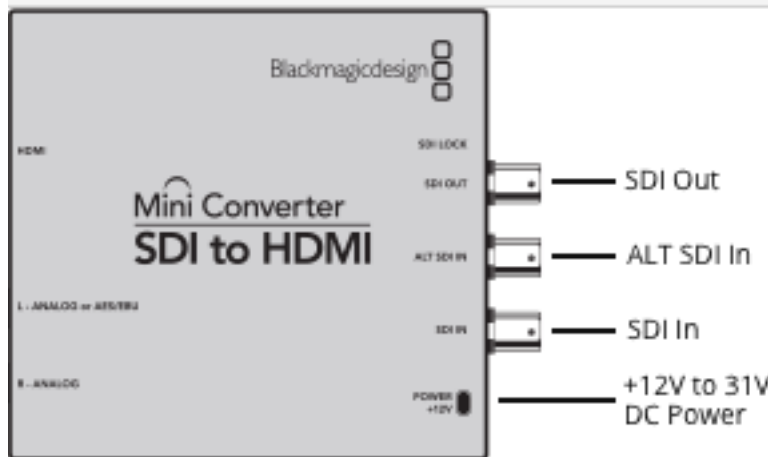 Blackmagicdesign
HDMI
SDI LOCK
SDI OUT
SDI Out
Mini Converter
SDI to HDMI
ALT SDI IN
ALT SDI In
L - ANALOG or AES/EBU
SDI IN
SDI In
R - ANALOG
POWER
+12V
+12V to 31V
DC Power